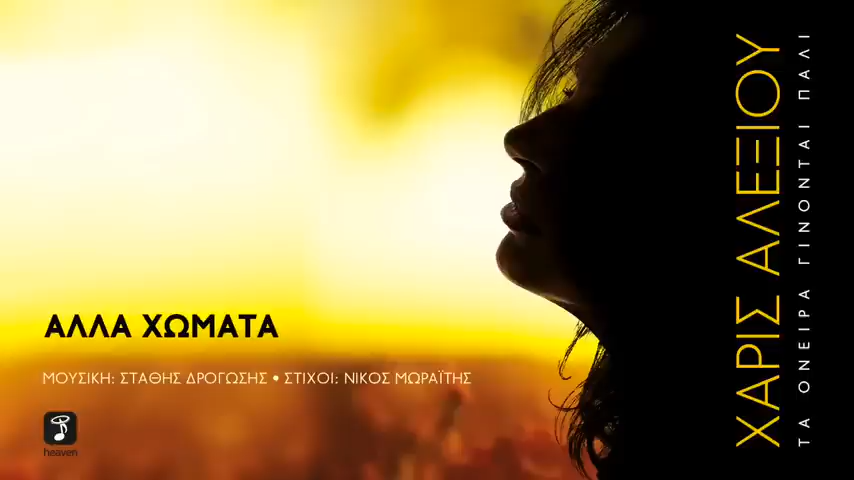 ΑΛΛΑ ΧΩΜΑΤΑ
ΜΟΥΣΙΚΗ: ΣΤΑΘΗΣ ΔΡΟΓΩΣΗΣ • ΣΤΙΧΟΙ: ΝΙΚΟΣ ΜΩΡΑΪΤΗΣ
heaven
ΧΑΡΙΣ ΑΛΕΞΙΟΥ
ΤΑ ΟΝΕΙΡΑ ΓΙΝΟΝΤΑΙ ΠΑΛΙ